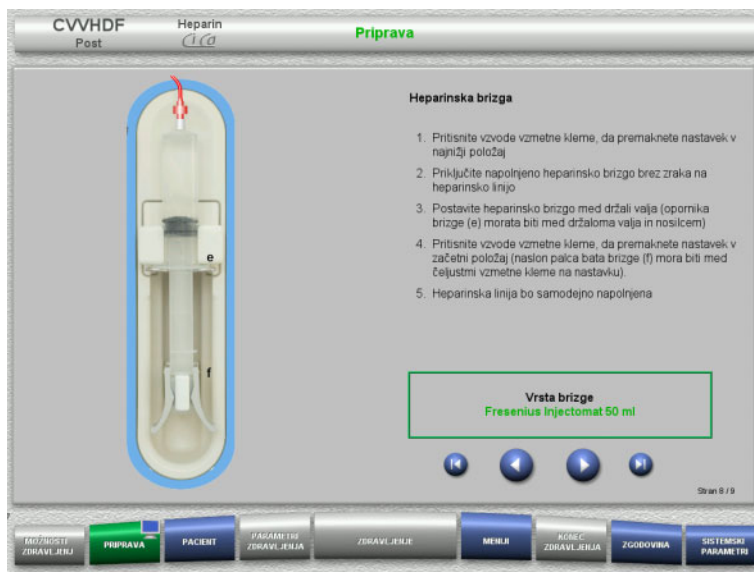 CVVHDF
Post
Heparin
Ci Ca
Priprava
Heparinska brizga
1. Pritisnite vzvode vzmetne kleme, da premaknete nastavek v
najnižji položaj
2. Priključite napolnjeno heparinsko brizgo brez zraka na
heparinsko linijo
3. Postavite heparinsko brizgo med držali valja (opornika
brizge (e) morata biti med držaloma valja in nosilcem)
4. Pritisnite vzvode vzmetne kleme, da premaknete nastavek v
začetni položaj (naslon palca bata brizge (f) mora biti med
čeljustmi vzmetne kleme na nastavku).
5. Heparinska linija bo samodejno napolnjena
e
f
Vrsta brizge
Fresenius Injectomat 50 ml
Stran 8 / 9
MOŽNOSTI
ZDRAVLJENJ
PRIPRAVA
PACIENT
PARAMETRI
ZDRAVLJENJA
ZDRAVLJENJE
MENIJI
KONEC
ZDRAVLJENJA
ZGODOVINA
SISTEMSKI
PARAMETRI